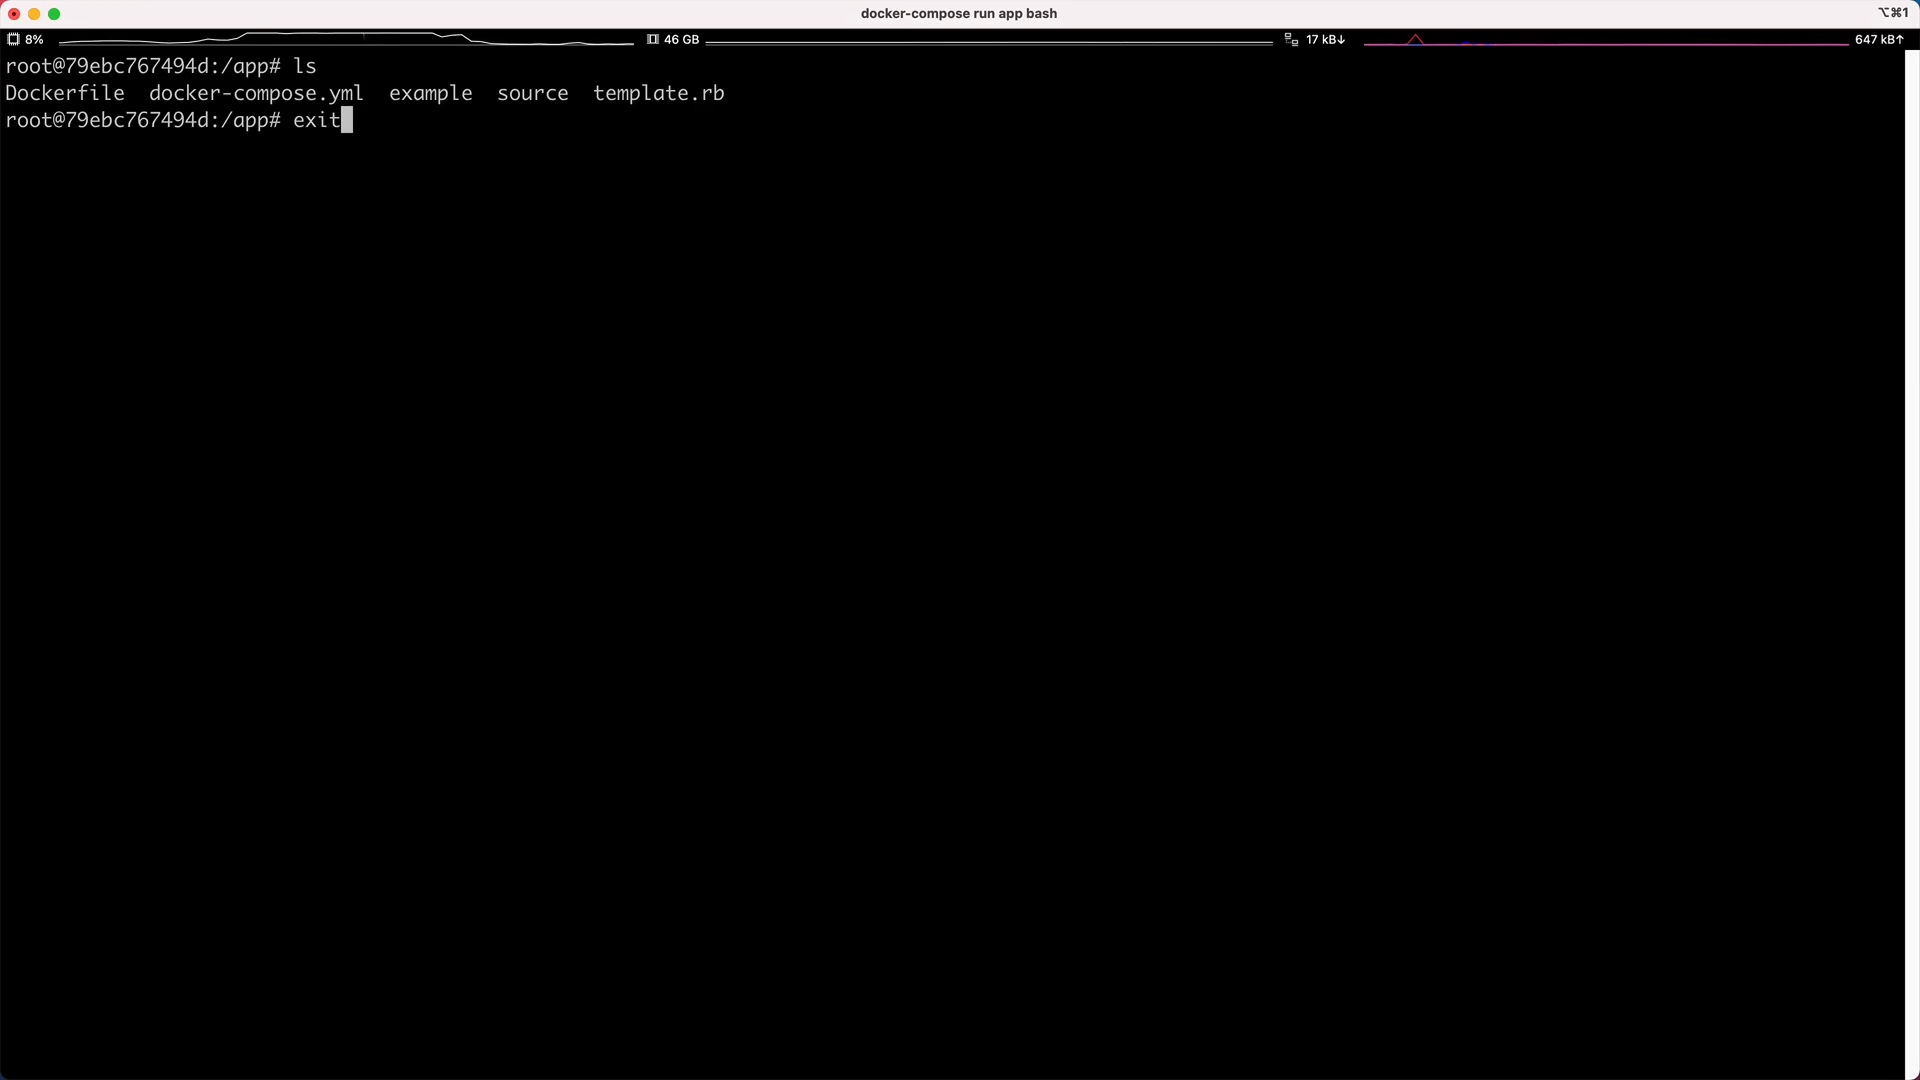 docker-compose run app bash
⌥⌘1
8%
46 GB
17 kB↓
647 kB↑
root@79ebc767494d:/app# ls
Dockerfile  docker-compose.yml  example  source  template.rb
root@79ebc767494d:/app# exit